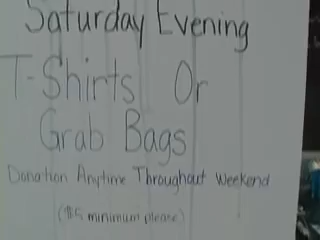 Saturday Evening
T-Shirts Or
Grab Bags
Donation Anytime Throughout Weekend
($5 minimum please)